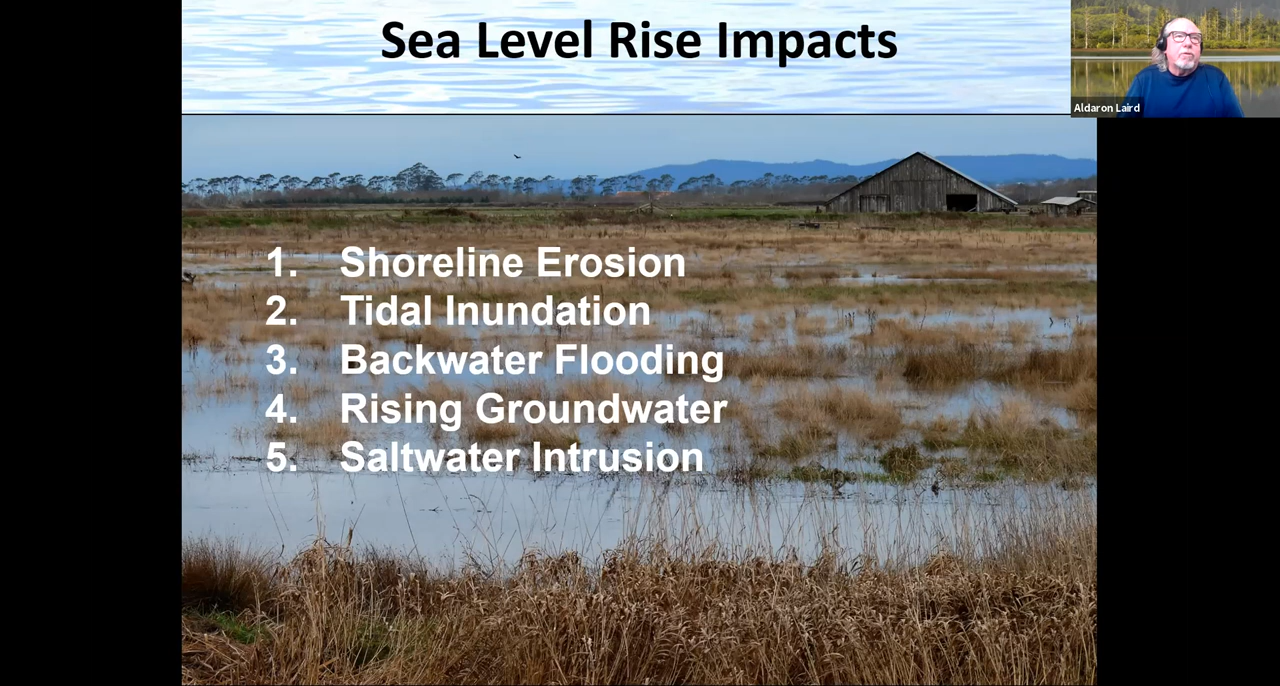 Sea Level Rise Impacts
Aldaron Laird
1. Shoreline Erosion
2. Tidal Inundation
3. Backwater Flooding
4. Rising Groundwater
5. Saltwater Intrusion